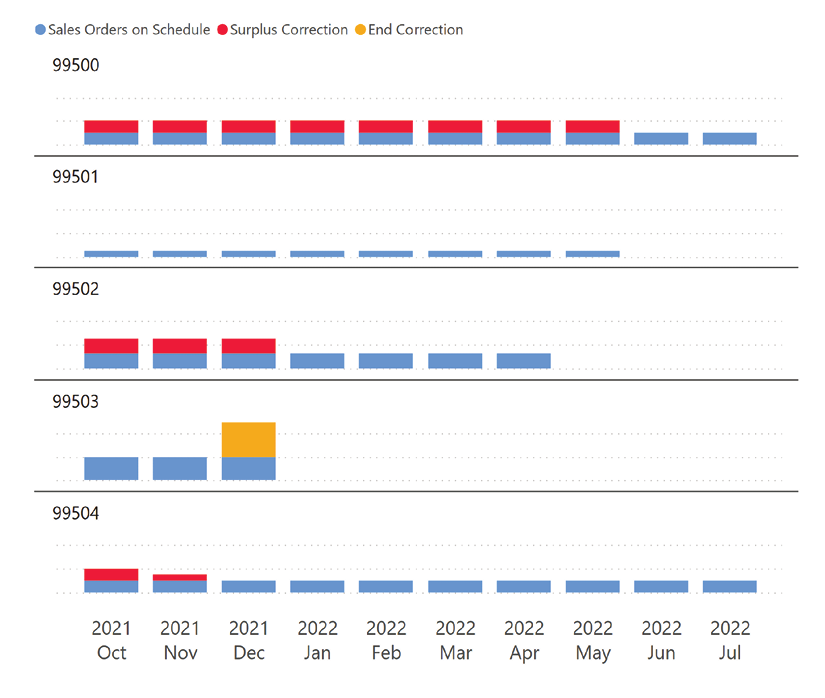 Sales Orders on Schedule Surplus Correction End Correction
99500
99501
99502
99503
99504
2021 2021 2021 2022 2022 2022 2022 2022 2022 2022
Oct Nov Dec Jan Feb Mar Apr May Jun Jul